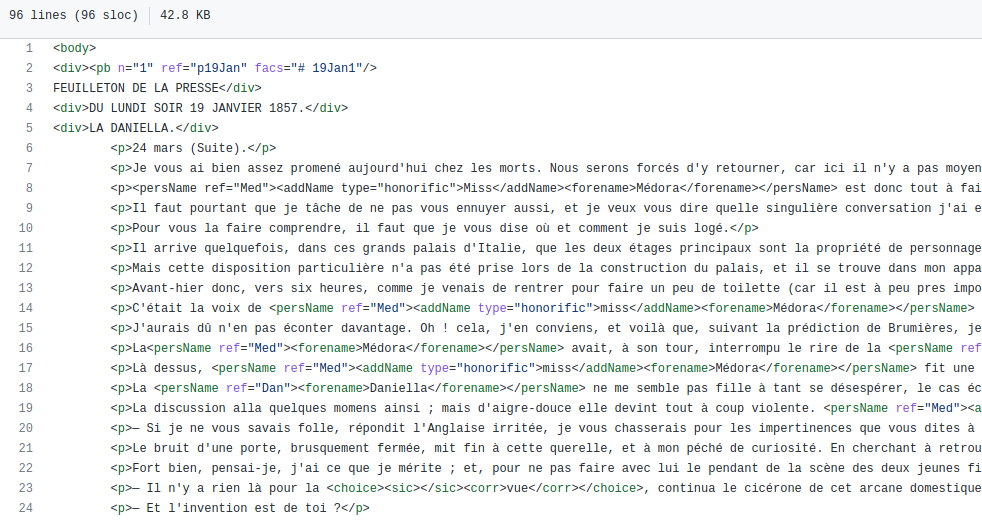 96 lines (96 sloc) 42.8 KB
1 <body>
2 <div><pb n="1" ref="p19Jan" facs="# 19Jan1"/>
3 FEUILLETON DE LA PRESSE</div>
4 <div>DU LUNDI SOIR 19 JANVIER 1857.</div>
5 <div>LA DANIELLA.</div>
6 <p>24 mars (Suite).</p>
7 <p>Je vous ai bien assez promené aujourd'hui chez les morts. Nous serons forcés d'y retourner, car ici il n'y a pas moyen
8 <p><persName ref="Med"><addName type="honorific">Miss</addName><forename>Médora</forename></persName> est donc tout à fai
9 <p>Il faut pourtant que je tâche de ne pas vous ennuyer aussi, et je veux vous dire quelle singulière conversation j'ai e
10 <p>Pour vous la faire comprendre, il faut que je vous dise où et comment je suis logé.</p>
11 <p>Il arrive quelquefois, dans ces grands palais d'Italie, que les deux étages principaux sont la propriété de personnage
12 <p>Mais cette disposition particulière n'a pas été prise lors de la construction du palais, et il se trouve dans mon appa
13 <p>Avant-hier donc, vers six heures, comme je venais de rentrer pour faire un peu de toilette (car il est à peu pres impo
14 <p>C'était la voix de <persName ref="Med"><addName type="honorific">miss</addName><forename>Médora</forename></persName>
15 <p>J'aurais dû n'en pas éconter davantage. Oh ! cela, j'en conviens, et voilà que, suivant la prédiction de Brumières, je
16 <p>La<persName ref="Med"><forename>Médora</forename></persName> avait, à son tour, interrompu le rire de la <persName ref
17 <p>Là dessus, <persName ref="Med"><addName type="honorific">miss</addName><forename>Médora</forename></persName> fit une
18 <p>La <persName ref="Dan"><forename>Daniella</forename></persName> ne me semble pas fille à tant se désespérer, le cas éc
19 <p>La discussion alla quelques momens ainsi ; mais d'aigre-douce elle devint tout à coup violente. <persName ref="Med"><a
20 <p>— Si je ne vous savais folle, répondit l'Anglaise irritée, je vous chasserais pour les impertinences que vous dites à
21 <p>Le bruit d'une porte, brusquement fermée, mit fin à cette querelle, et à mon péché de curiosité. En cherchant à retrou
22 <p>Fort bien, pensai-je, j'ai ce que je mérite ; et, pour ne pas faire avec lui le pendant de la scène des deux jeunes fi
23 <p>— Il n'y a rien là pour la <choice><sic></sic><corr>vue</corr></choice>, continua le cicérone de cet arcane domestique
24 <p>— Et l'invention est de toi ?</p>